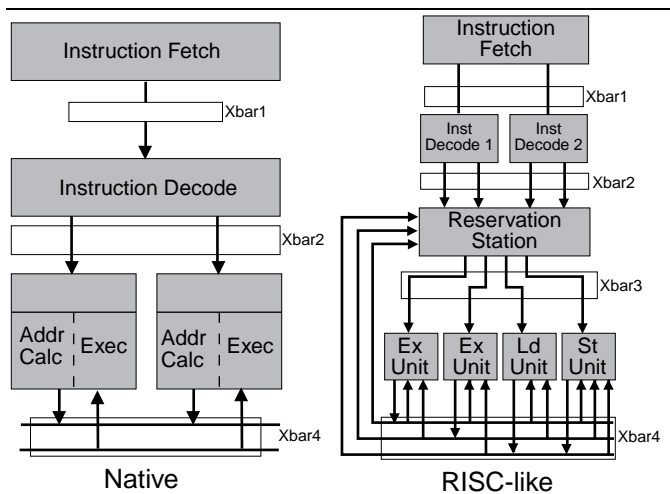 Instruction Fetch
Xbar1
Instruction Decode
Xbar2
Addr
Calc
Exec
Addr
Calc
Exec
Xbar4
Native
Instruction
Fetch
Xbar1
Inst
Decode 1
Inst
Decode 2
Xbar2
Reservation
Station
Xbar3
Ex
Unit
Ex
Unit
Ld
Unit
St
Unit
Xbar4
RISC-like